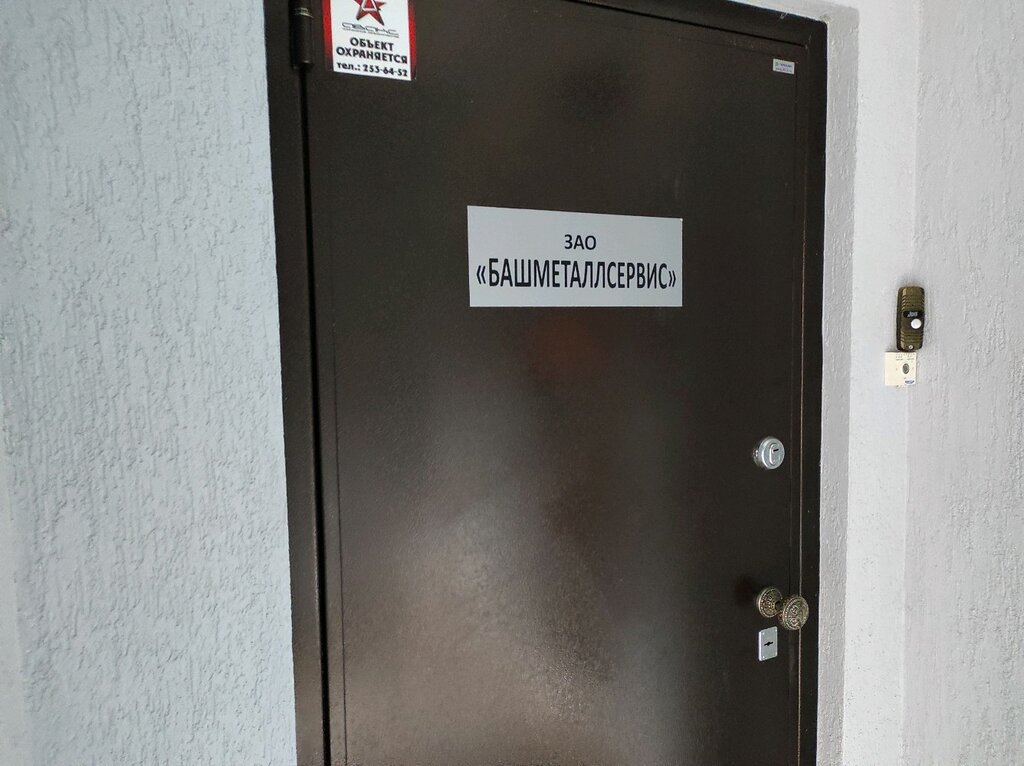 ОБЪЕКТ
ОХРАНЯЕТСЯ
тел.: 253-64-52
ЗАО
«БАШМЕТАЛЛСЕРВИС»